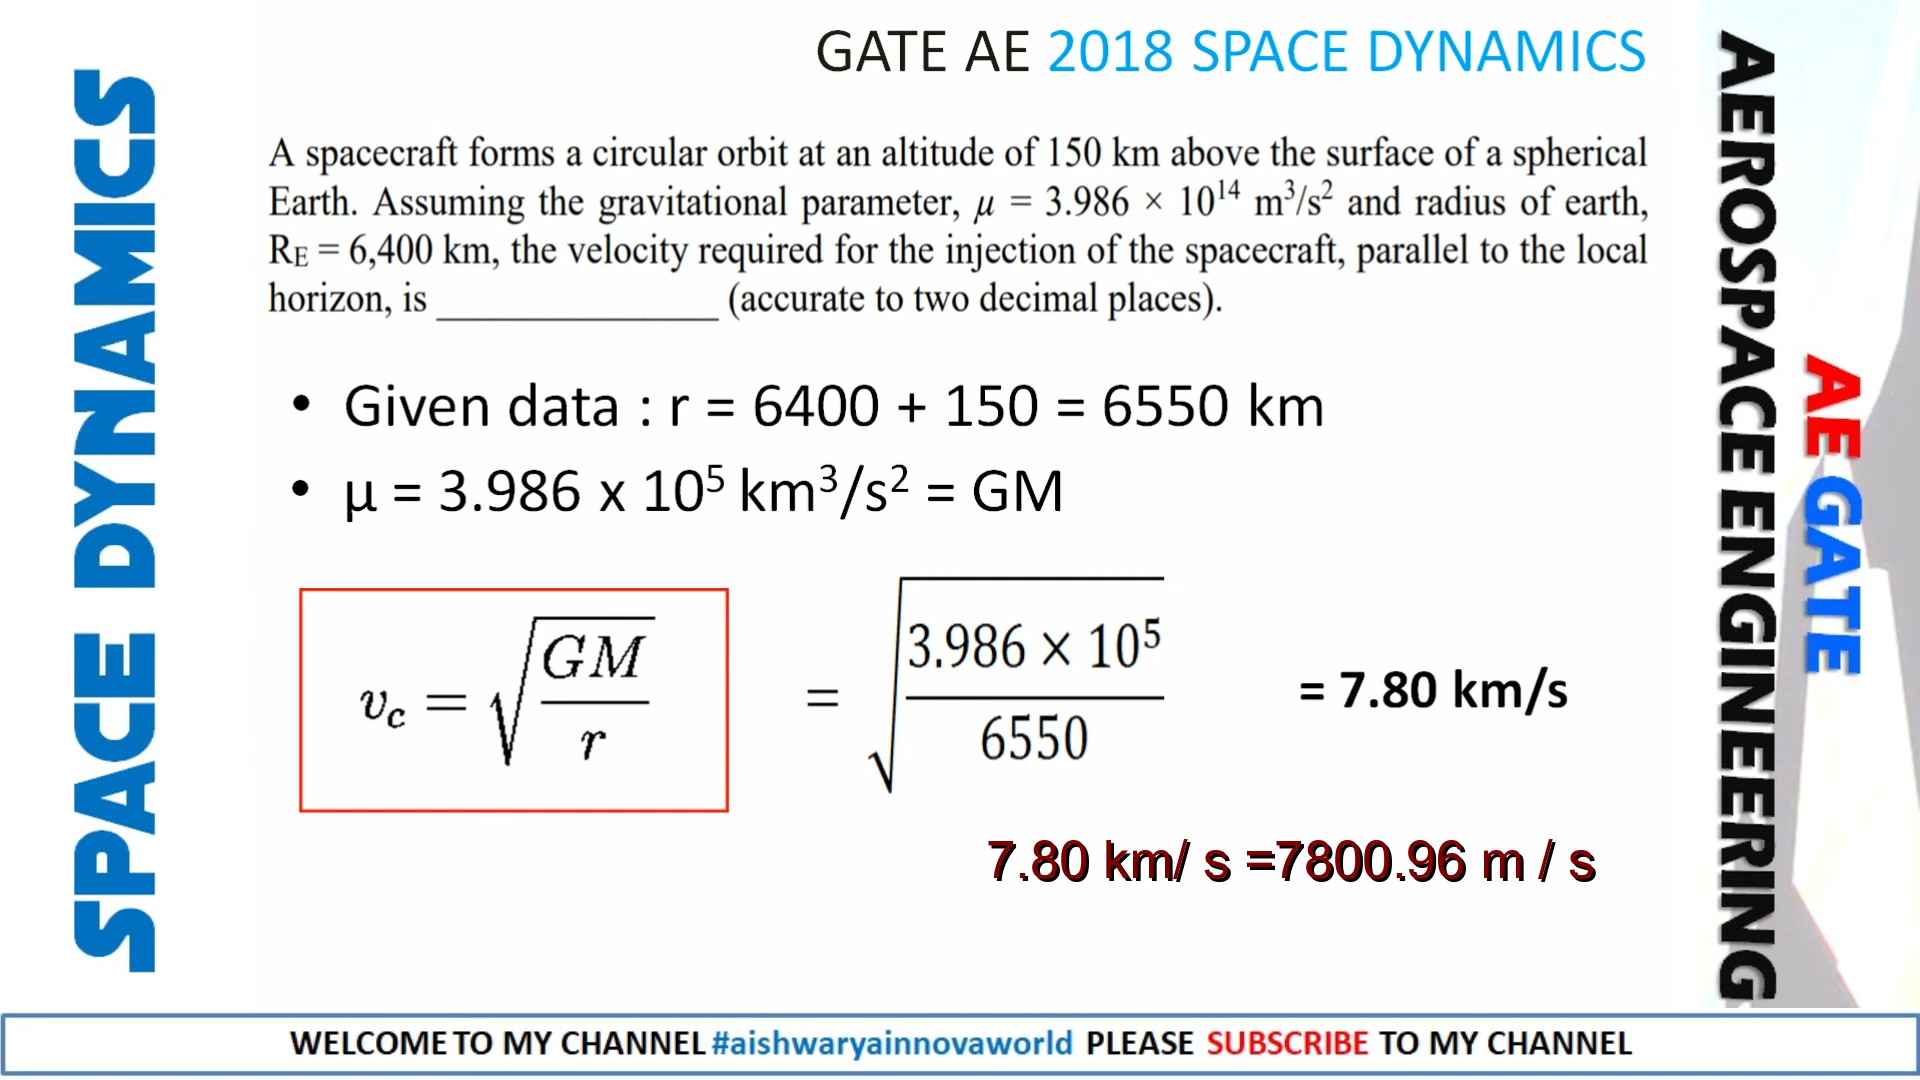 SPACE DYNAMICS
GATE AE 2018 SPACE DYNAMICS
A spacecraft forms a circular orbit at an altitude of 150 km above the surface of a spherical
Earth. Assuming the gravitational parameter, μ = 3.986 × 10¹⁴ m³/s² and radius of earth,
R_E = 6,400 km, the velocity required for the injection of the spacecraft, parallel to the local
horizon, is ______________ (accurate to two decimal places).
• Given data : r = 6400 + 150 = 6550 km
• μ = 3.986 x 10⁵ km³/s² = GM
v_c = √(GM/r) = √(3.986 × 10⁵/6550) = 7.80 km/s
7.80 km/ s =7800.96 m / s
AEROSPACE ENGINEERING
AE GATE
WELCOME TO MY CHANNEL #aishwaryainnovaworld PLEASE SUBSCRIBE TO MY CHANNEL